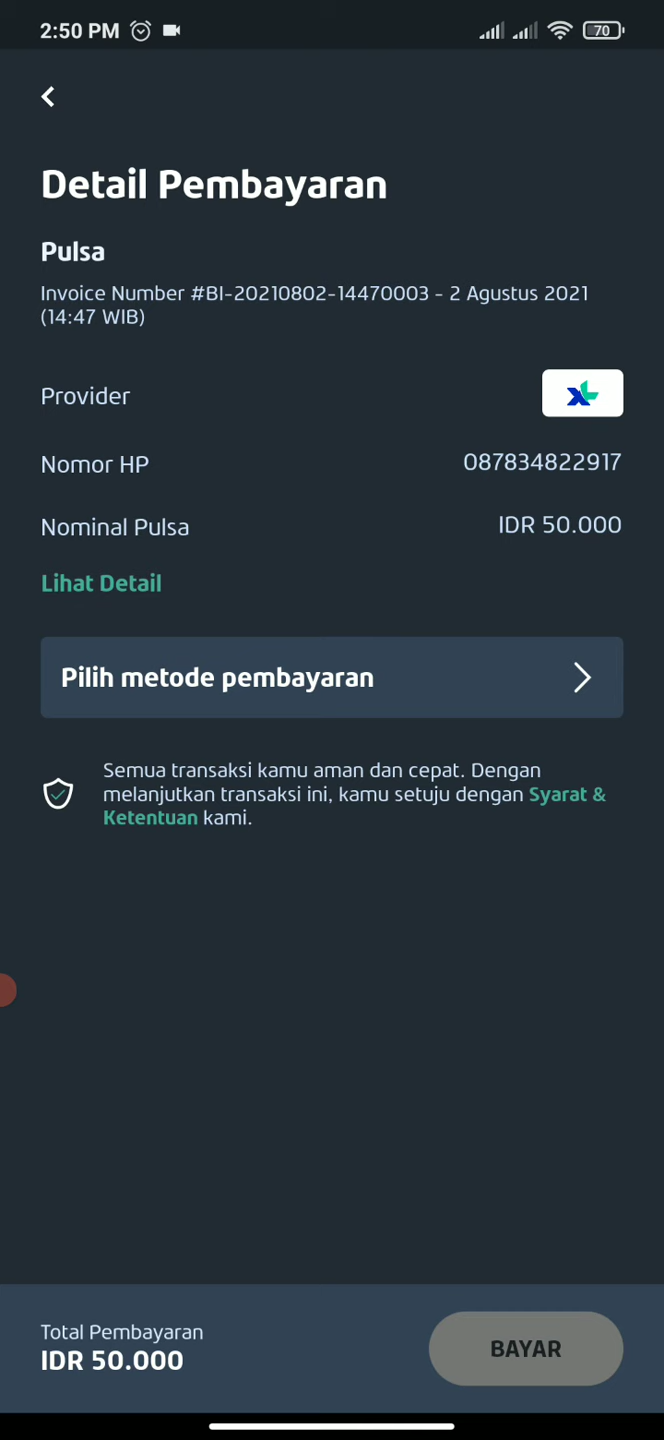 2:50 PM
70
Detail Pembayaran
Pulsa
Invoice Number #BI-20210802-14470003 - 2 Agustus 2021
(14:47 WIB)
Provider
XL
Nomor HP 087834822917
Nominal Pulsa IDR 50.000
Lihat Detail
Pilih metode pembayaran
Semua transaksi kamu aman dan cepat. Dengan
melanjutkan transaksi ini, kamu setuju dengan Syarat &
Ketentuan kami.
Total Pembayaran
IDR 50.000
BAYAR